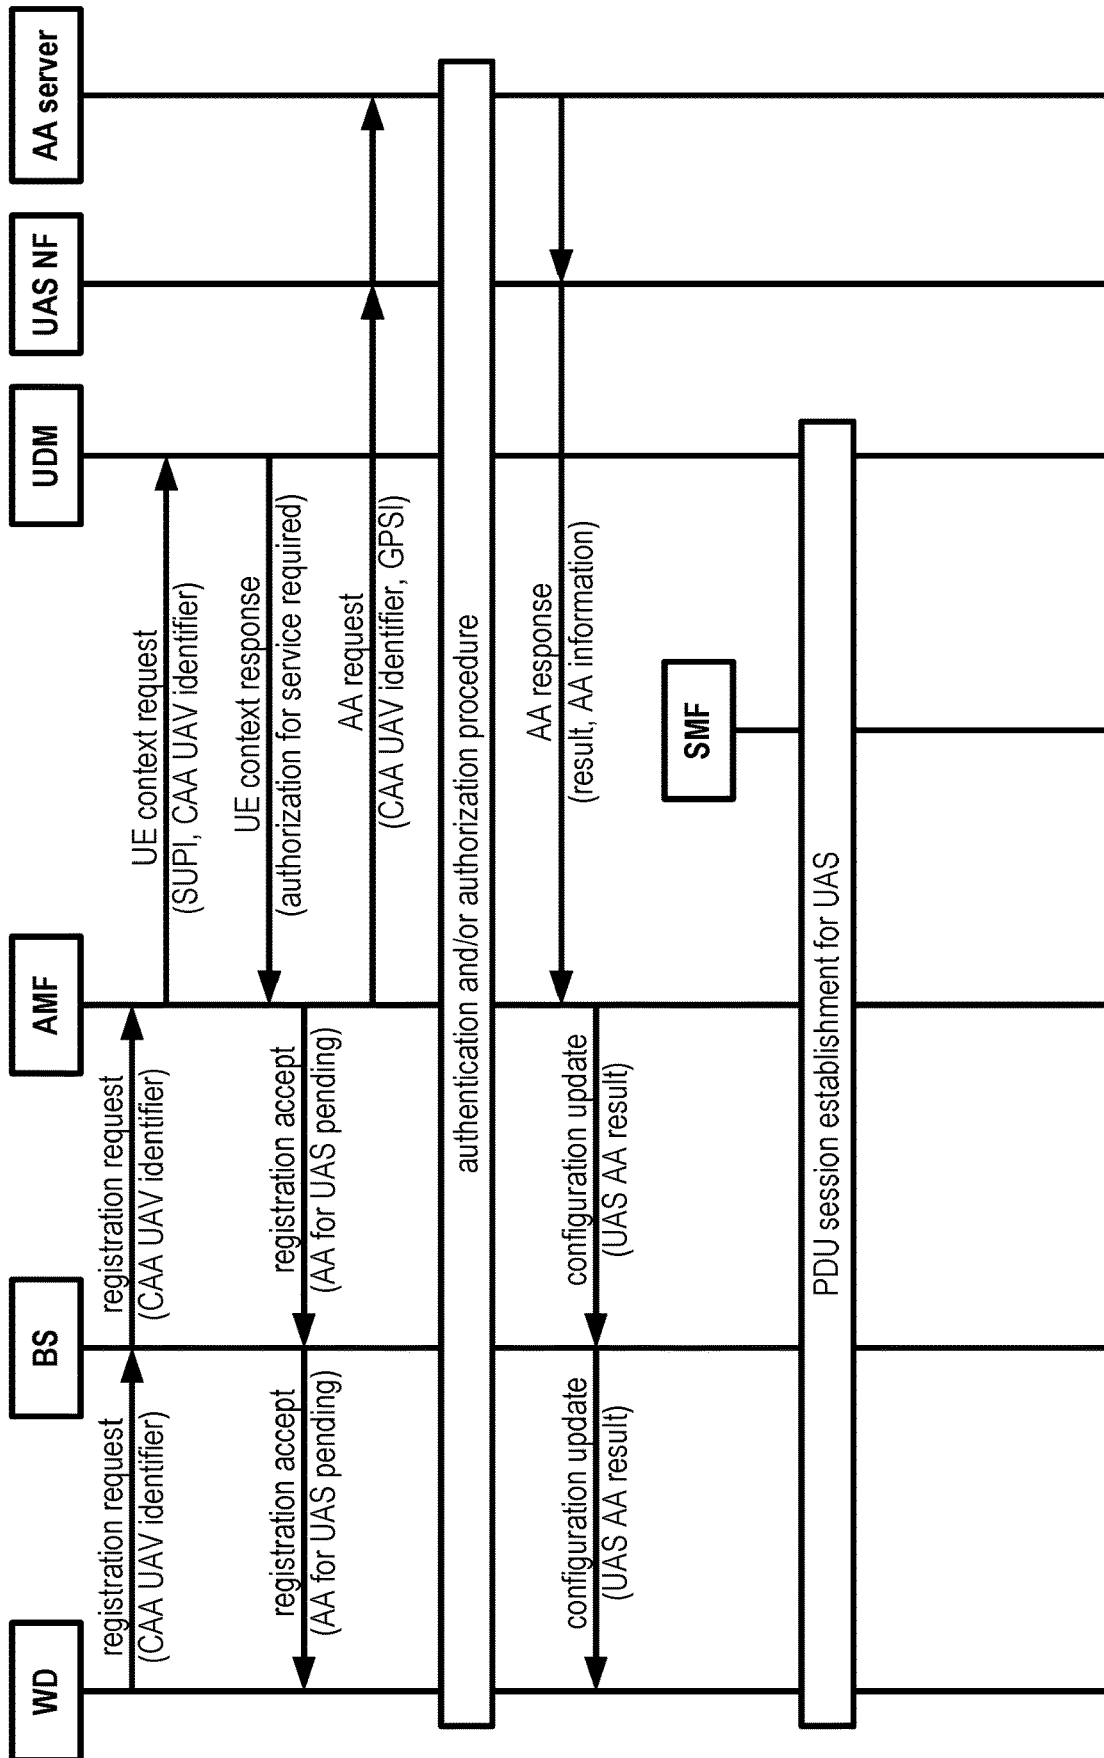 WD
BS
AMF
UDM
UAS NF
AA server
registration request
(CAA UAV identifier)
registration request
(CAA UAV identifier)
UE context request
(SUPI, CAA UAV identifier)
UE context response
(authorization for service required)
registration accept
(AA for UAS pending)
registration accept
(AA for UAS pending)
AA request
(CAA UAV identifier, GPSI)
authentication and/or authorization procedure
AA response
(result, AA information)
configuration update
(UAS AA result)
configuration update
(UAS AA result)
SMF
PDU session establishment for UAS